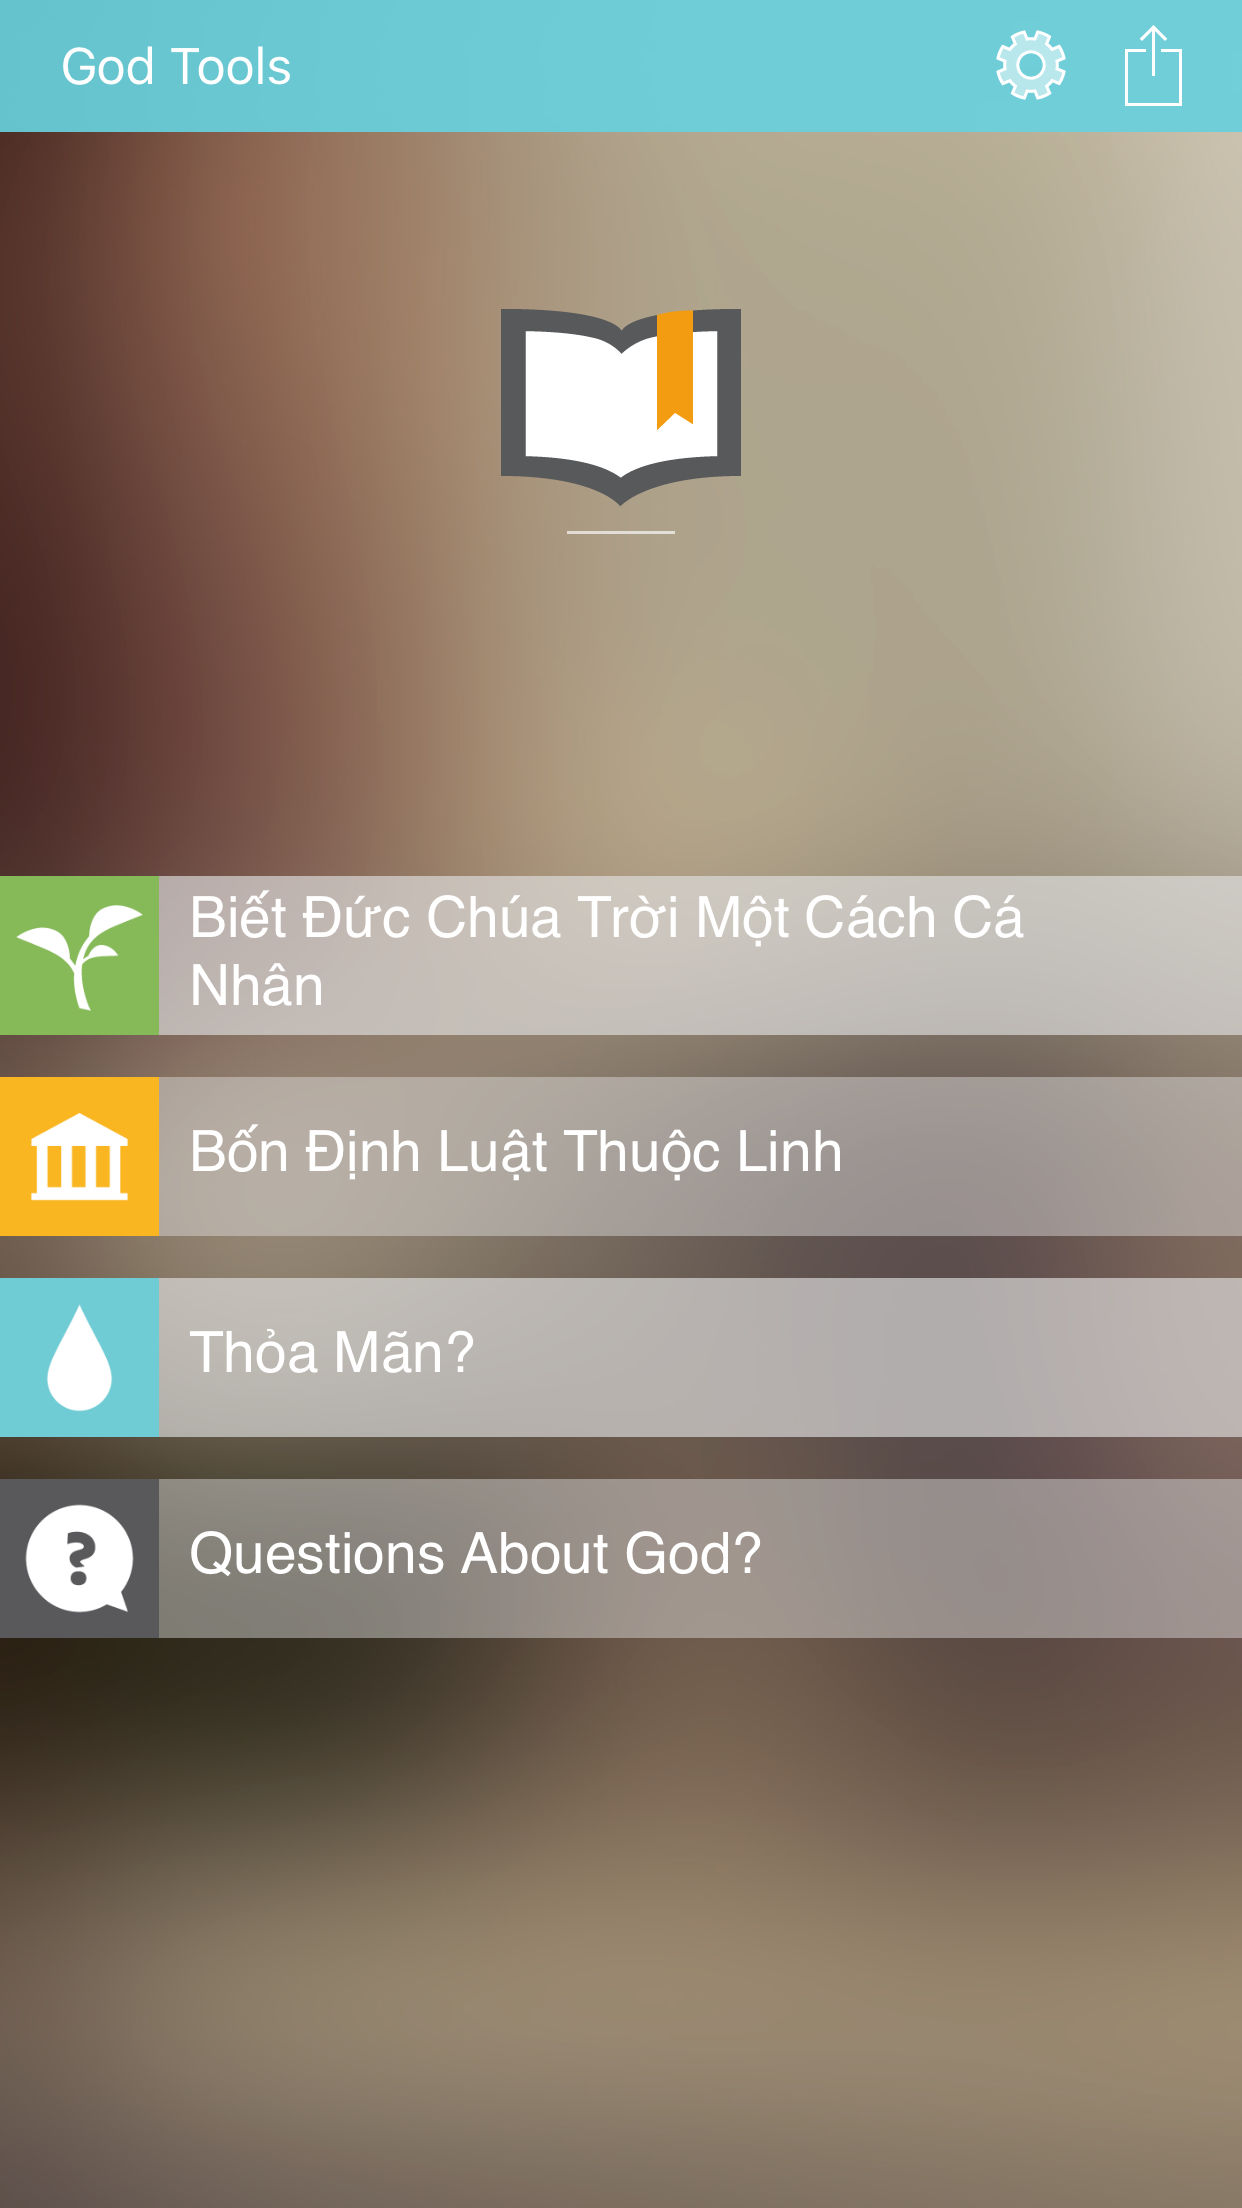 God Tools
Biết Đức Chúa Trời Một Cách Cá
Nhân
Bốn Định Luật Thuộc Linh
Thỏa Mãn?
Questions About God?